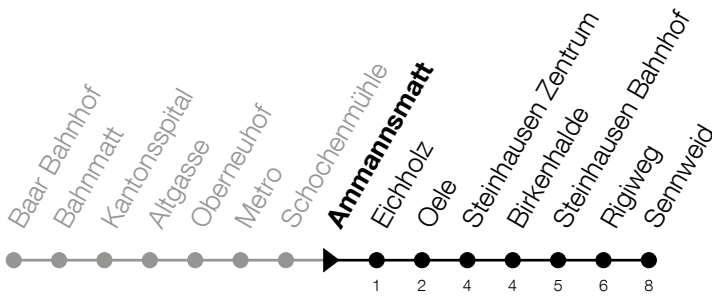 Baar Bahnhof
Bahnmatt
Kantonsspital
Altgasse
Oberneuhof
Metro
Schochenmühle
Ammannsmatt
Eichholz
Oele
Steinhausen Zentrum
Birkenhalde
Steinhausen Bahnhof
Rigiweg
Sennweid
1 2 4 4 5 6 8